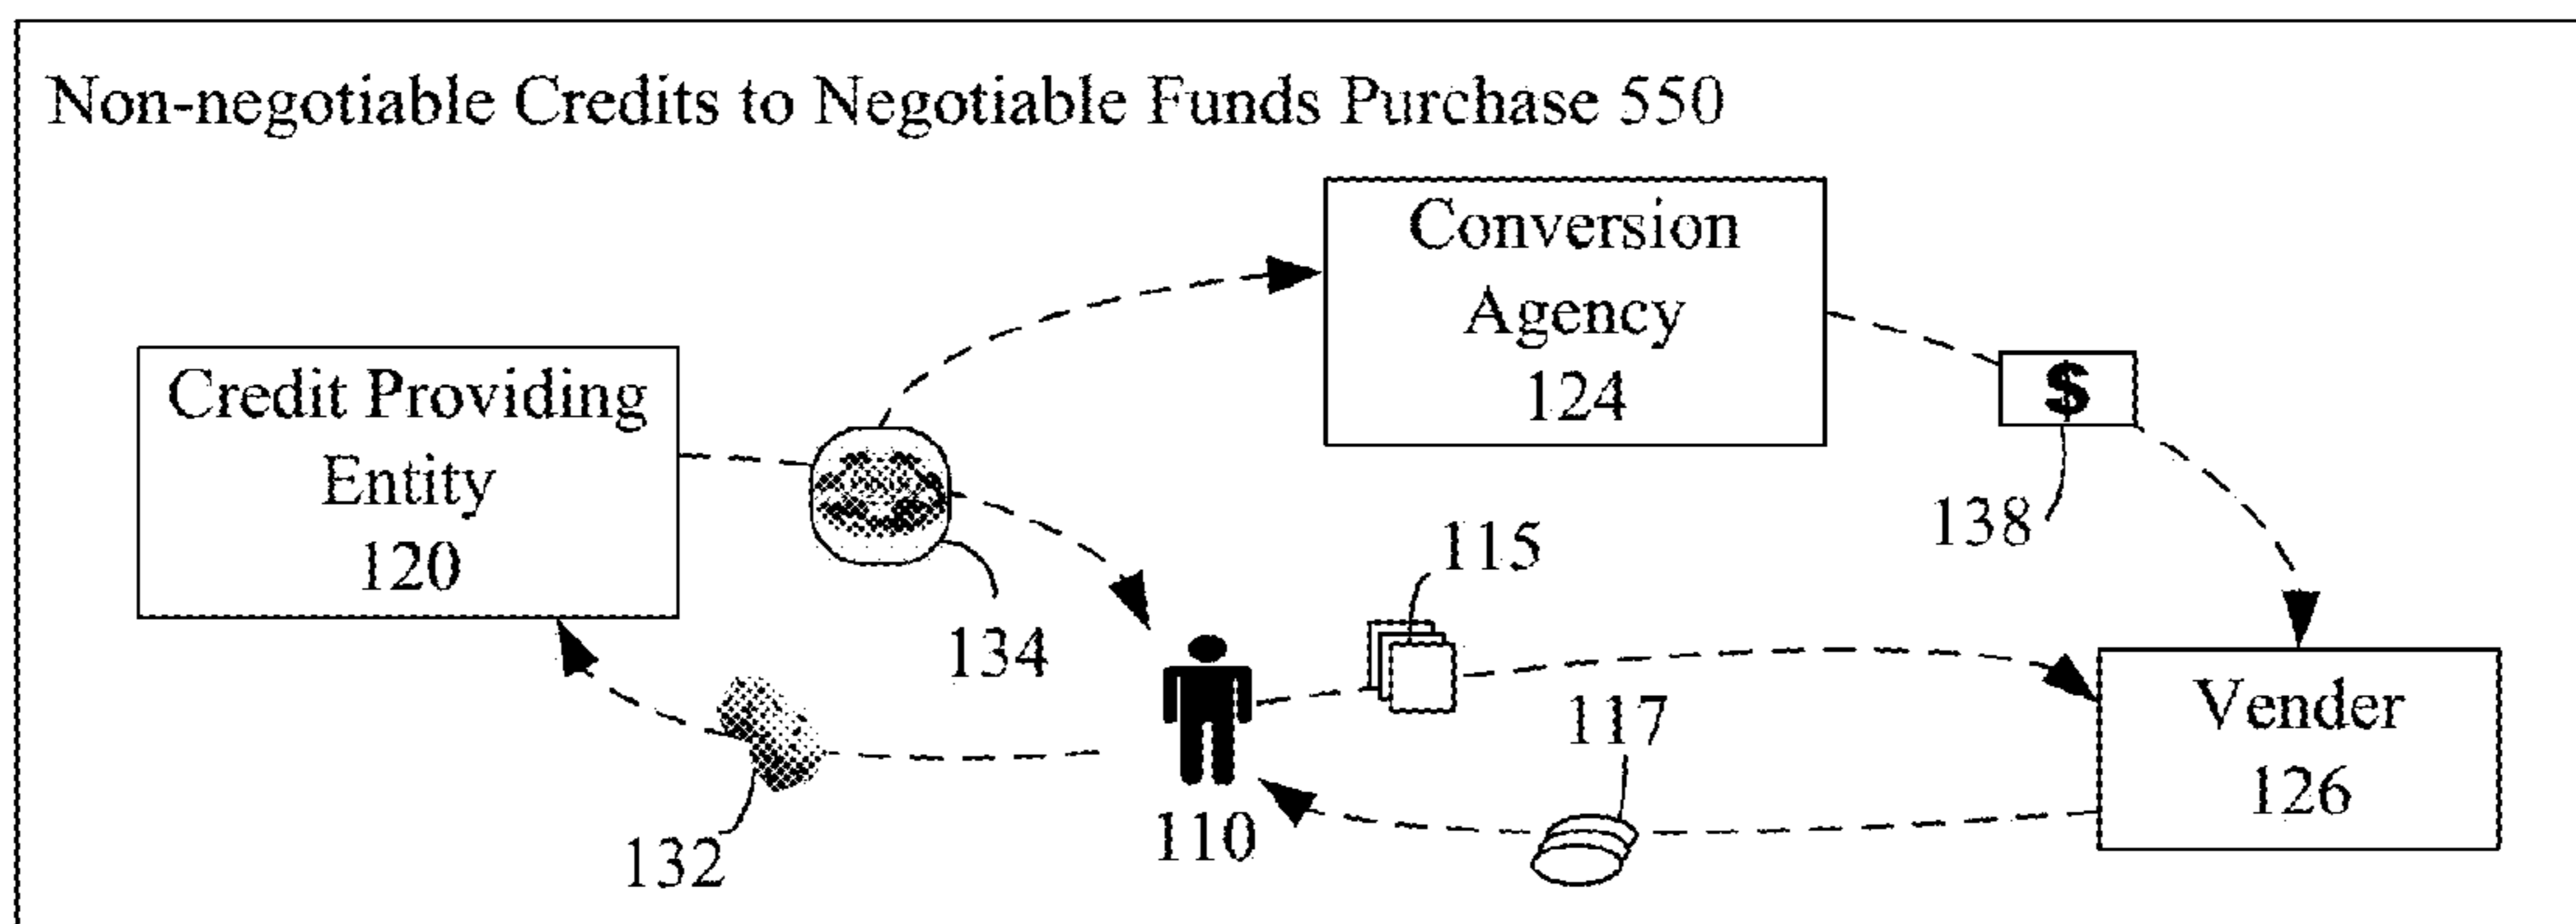 Non-negotiable Credits to Negotiable Funds Purchase 550
Conversion
Agency
124
Credit Providing
Entity
120
$
138
115
134
117
Vender
126
132
110